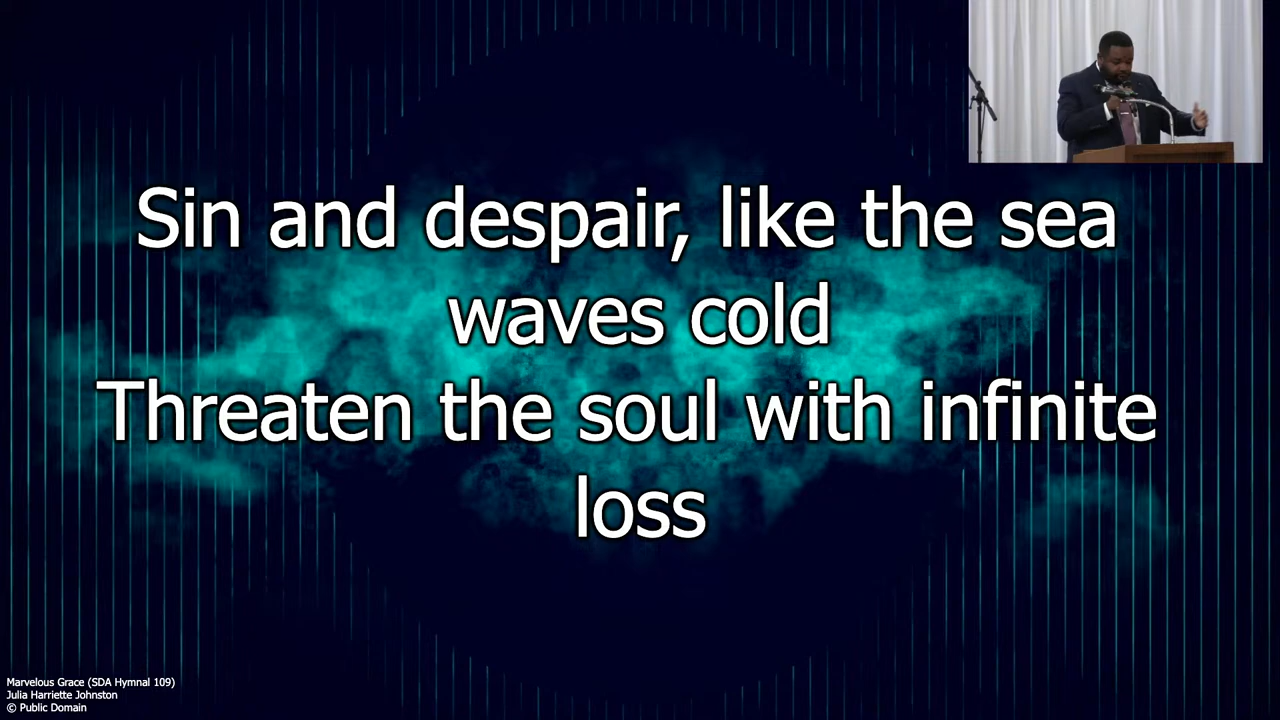 Sin and despair, like the sea
waves cold
Threaten the soul with infinite
loss
Marvelous Grace (SDA Hymnal 109)
Julia Harriette Johnston
© Public Domain